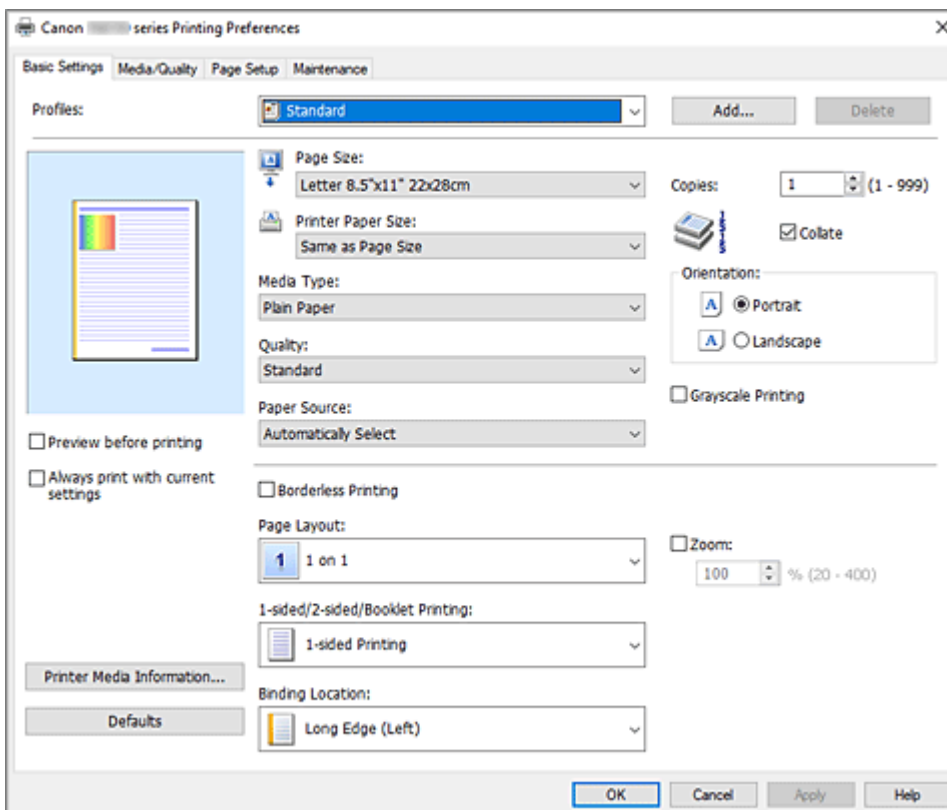 Canon series Printing Preferences
Basic Settings Media/Quality Page Setup Maintenance
Profiles: Standard Add... Delete
Page Size:
Letter 8.5"x11" 22x28cm
Copies: 1 (1 - 999)
Printer Paper Size:
Same as Page Size
Collate
Media Type:
Plain Paper
Orientation:
A Portrait
A Landscape
Quality:
Standard
Grayscale Printing
Paper Source:
Automatically Select
Preview before printing
Always print with current
settings
Borderless Printing
Page Layout:
1 1 on 1
Zoom:
100 % (20 - 400)
1-sided/2-sided/Booklet Printing:
1-sided Printing
Printer Media Information...
Defaults
Binding Location:
Long Edge (Left)
OK Cancel Apply Help